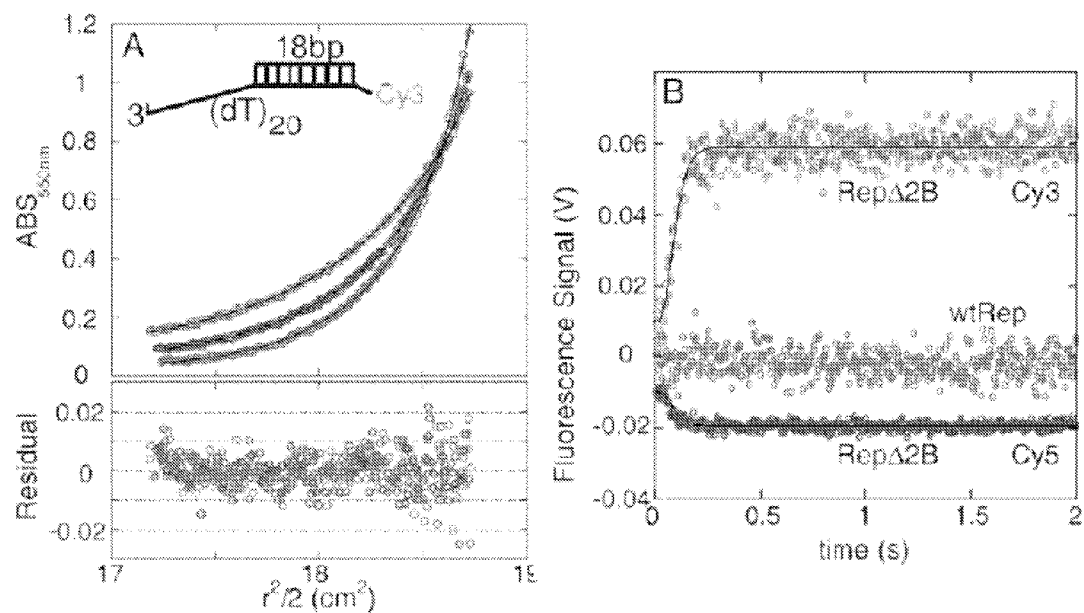 A
18bp
Cy3
3'
(dT)20
1.2
1
0.8
0.6
0.4
0.2
0
ABS550nm
0.02
0
-0.02
Residual
17
18
19
r²/2 (cm²)
B
0.06
0.04
0.02
0
-0.02
-0.04
Fluorescence Signal (V)
RepΔ2B Cy3
wtRep
RepΔ2B Cy5
0
0.5
1
1.5
2
time (s)